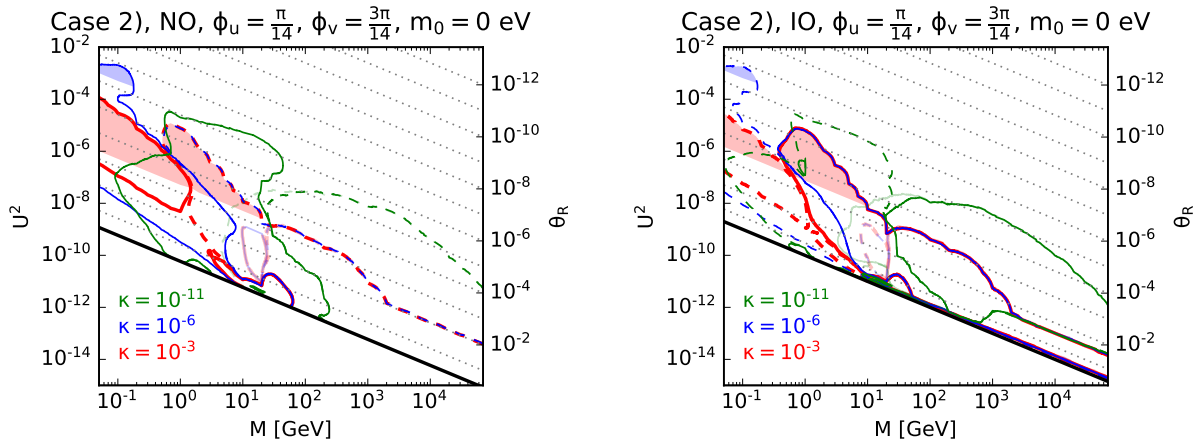 Case 2), NO, ϕᵤ = π/14, ϕᵥ = 3π/14, m₀ = 0 eV
10⁻²
10⁻⁴
10⁻⁶
10⁻⁸
10⁻¹⁰
10⁻¹²
10⁻¹⁴
U²
10⁻¹²
10⁻¹⁰
10⁻⁸
10⁻⁶
10⁻⁴
10⁻²
θ_R
κ = 10⁻¹¹
κ = 10⁻⁶
κ = 10⁻³
10⁻¹ 10⁰ 10¹ 10² 10³ 10⁴
M [GeV]
Case 2), IO, ϕᵤ = π/14, ϕᵥ = 3π/14, m₀ = 0 eV
10⁻²
10⁻⁴
10⁻⁶
10⁻⁸
10⁻¹⁰
10⁻¹²
10⁻¹⁴
U²
10⁻¹²
10⁻¹⁰
10⁻⁸
10⁻⁶
10⁻⁴
10⁻²
θ_R
κ = 10⁻¹¹
κ = 10⁻⁶
κ = 10⁻³
10⁻¹ 10⁰ 10¹ 10² 10³ 10⁴
M [GeV]